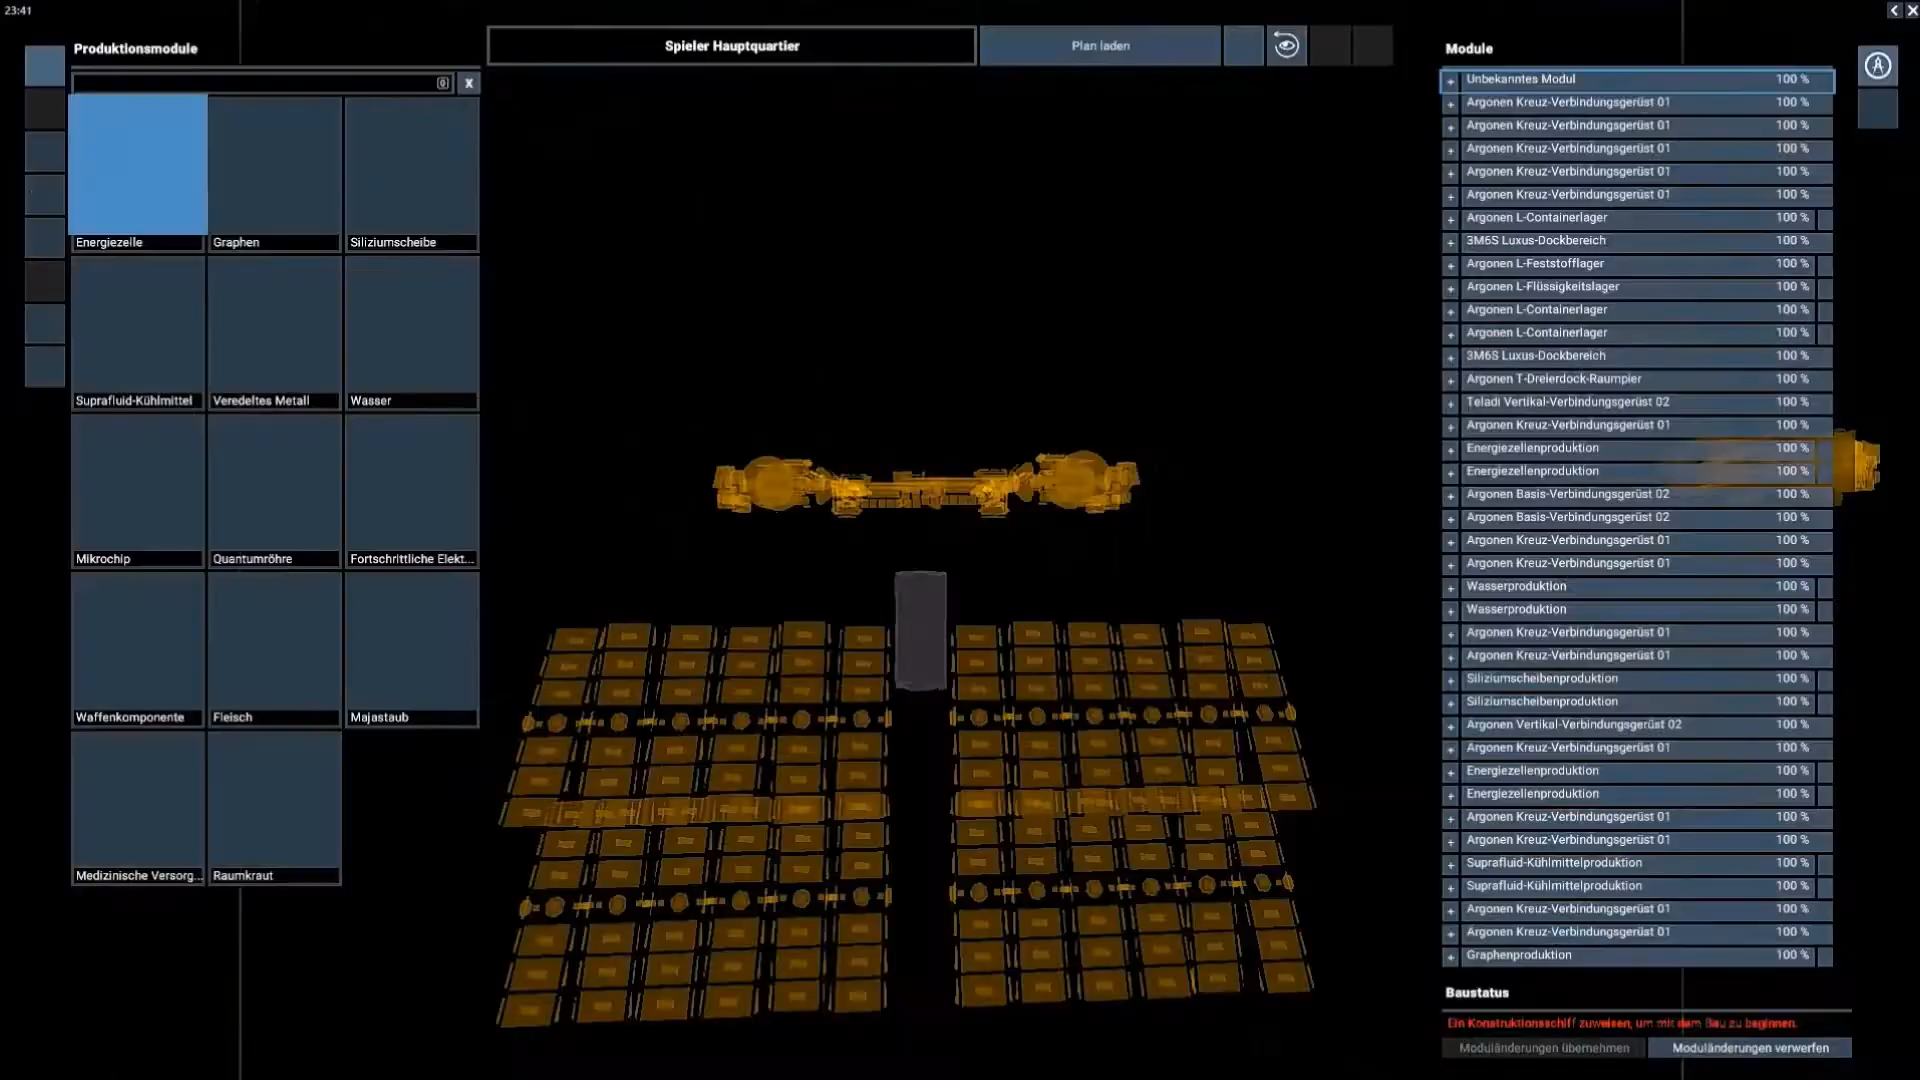 23:41
Produktionsmodule
X
Energiezelle
Graphen
Siliziumscheibe
Suprafluid-Kühlmittel
Veredeltes Metall
Wasser
Mikrochip
Quantumröhre
Fortschrittliche Elekt...
Waffenkomponente
Fleisch
Majastaub
Medizinische Versorg...
Raumkraut
Spieler Hauptquartier
Plan laden
Module
+ Unbekanntes Modul 100 %
+ Argonen Kreuz-Verbindungsgerüst 01 100 %
+ Argonen Kreuz-Verbindungsgerüst 01 100 %
+ Argonen Kreuz-Verbindungsgerüst 01 100 %
+ Argonen Kreuz-Verbindungsgerüst 01 100 %
+ Argonen Kreuz-Verbindungsgerüst 01 100 %
+ Argonen L-Containerlager 100 %
+ 3M6S Luxus-Dockbereich 100 %
+ Argonen L-Feststofflager 100 %
+ Argonen L-Flüssigkeitslager 100 %
+ Argonen L-Containerlager 100 %
+ Argonen L-Containerlager 100 %
+ 3M6S Luxus-Dockbereich 100 %
+ Argonen T-Dreierdock-Raumpier 100 %
+ Teladi Vertikal-Verbindungsgerüst 02 100 %
+ Argonen Kreuz-Verbindungsgerüst 01 100 %
+ Energiezellenproduktion 100 %
+ Energiezellenproduktion 100 %
+ Argonen Basis-Verbindungsgerüst 02 100 %
+ Argonen Basis-Verbindungsgerüst 02 100 %
+ Argonen Kreuz-Verbindungsgerüst 01 100 %
+ Argonen Kreuz-Verbindungsgerüst 01 100 %
+ Wasserproduktion 100 %
+ Wasserproduktion 100 %
+ Argonen Kreuz-Verbindungsgerüst 01 100 %
+ Argonen Kreuz-Verbindungsgerüst 01 100 %
+ Siliziumscheibenproduktion 100 %
+ Siliziumscheibenproduktion 100 %
+ Argonen Vertikal-Verbindungsgerüst 02 100 %
+ Argonen Kreuz-Verbindungsgerüst 01 100 %
+ Energiezellenproduktion 100 %
+ Energiezellenproduktion 100 %
+ Argonen Kreuz-Verbindungsgerüst 01 100 %
+ Argonen Kreuz-Verbindungsgerüst 01 100 %
+ Suprafluid-Kühlmittelproduktion 100 %
+ Suprafluid-Kühlmittelproduktion 100 %
+ Argonen Kreuz-Verbindungsgerüst 01 100 %
+ Argonen Kreuz-Verbindungsgerüst 01 100 %
+ Graphenproduktion 100 %
Baustatus
Ein Konstruktionsschiff zuweisen, um mit dem Bau zu beginnen.
Moduländerungen übernehmen
Moduländerungen verwerfen